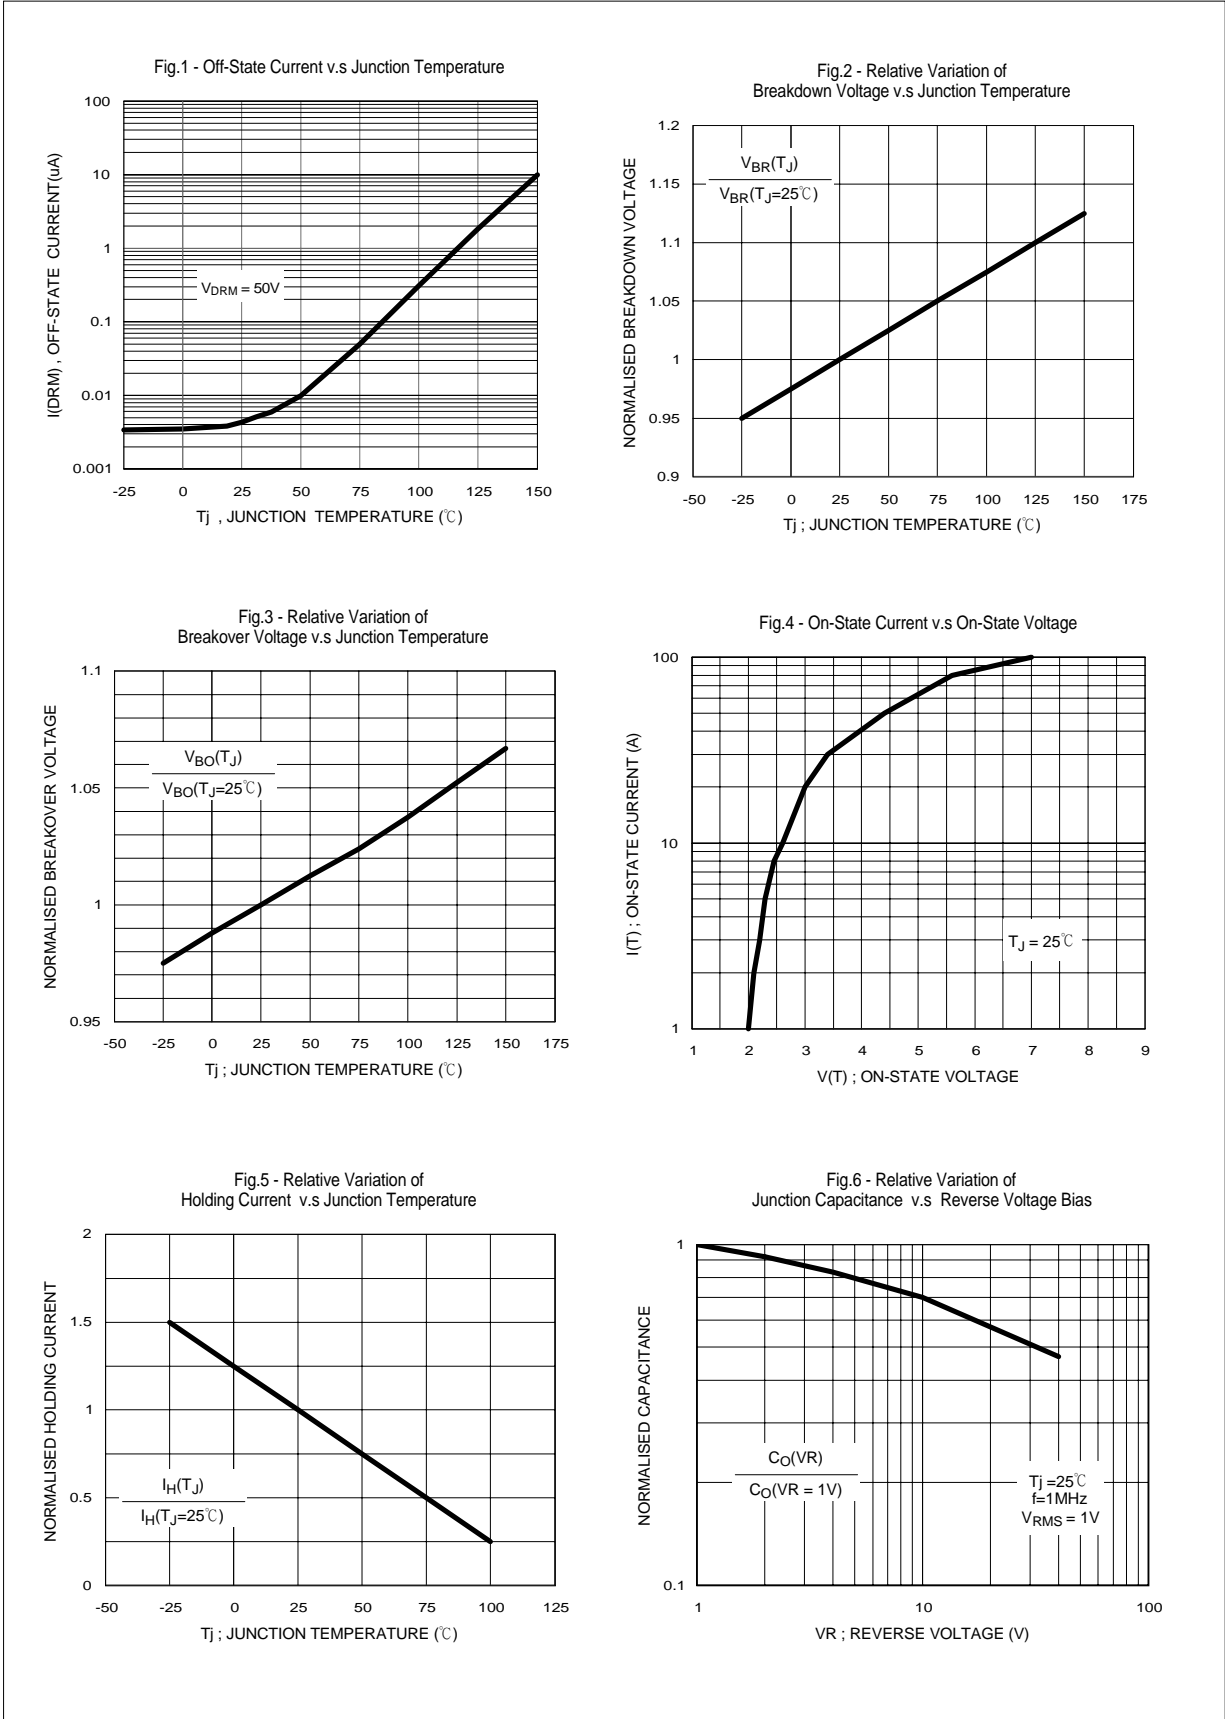 Fig.1 - Off-State Current v.s Junction Temperature
100
10
1
0.1
0.01
0.001
I(DRM) , OFF-STATE CURRENT(uA)
VDRM = 50V
-25 0 25 50 75 100 125 150
Tj , JUNCTION TEMPERATURE (℃)
Fig.2 - Relative Variation of
Breakdown Voltage v.s Junction Temperature
1.2
1.15
1.1
1.05
1
0.95
0.9
NORMALISED BREAKDOWN VOLTAGE
VBR(TJ)
VBR(TJ=25℃)
-50 -25 0 25 50 75 100 125 150 175
Tj ; JUNCTION TEMPERATURE (℃)
Fig.3 - Relative Variation of
Breakover Voltage v.s Junction Temperature
1.1
1.05
1
0.95
NORMALISED BREAKOVER VOLTAGE
VBO(TJ)
VBO(TJ=25℃)
-50 -25 0 25 50 75 100 125 150 175
Tj ; JUNCTION TEMPERATURE (℃)
Fig.4 - On-State Current v.s On-State Voltage
100
10
1
I(T) ; ON-STATE CURRENT (A)
TJ = 25℃
1 2 3 4 5 6 7 8 9
V(T) ; ON-STATE VOLTAGE
Fig.5 - Relative Variation of
Holding Current v.s Junction Temperature
2
1.5
1
0.5
0
NORMALISED HOLDING CURRENT
IH(TJ)
IH(TJ=25℃)
-50 -25 0 25 50 75 100 125
Tj ; JUNCTION TEMPERATURE (℃)
Fig.6 - Relative Variation of
Junction Capacitance v.s Reverse Voltage Bias
1
0.1
NORMALISED CAPACITANCE
CO(VR)
CO(VR = 1V)
Tj =25℃
f=1MHz
VRMS = 1V
1 10 100
VR ; REVERSE VOLTAGE (V)